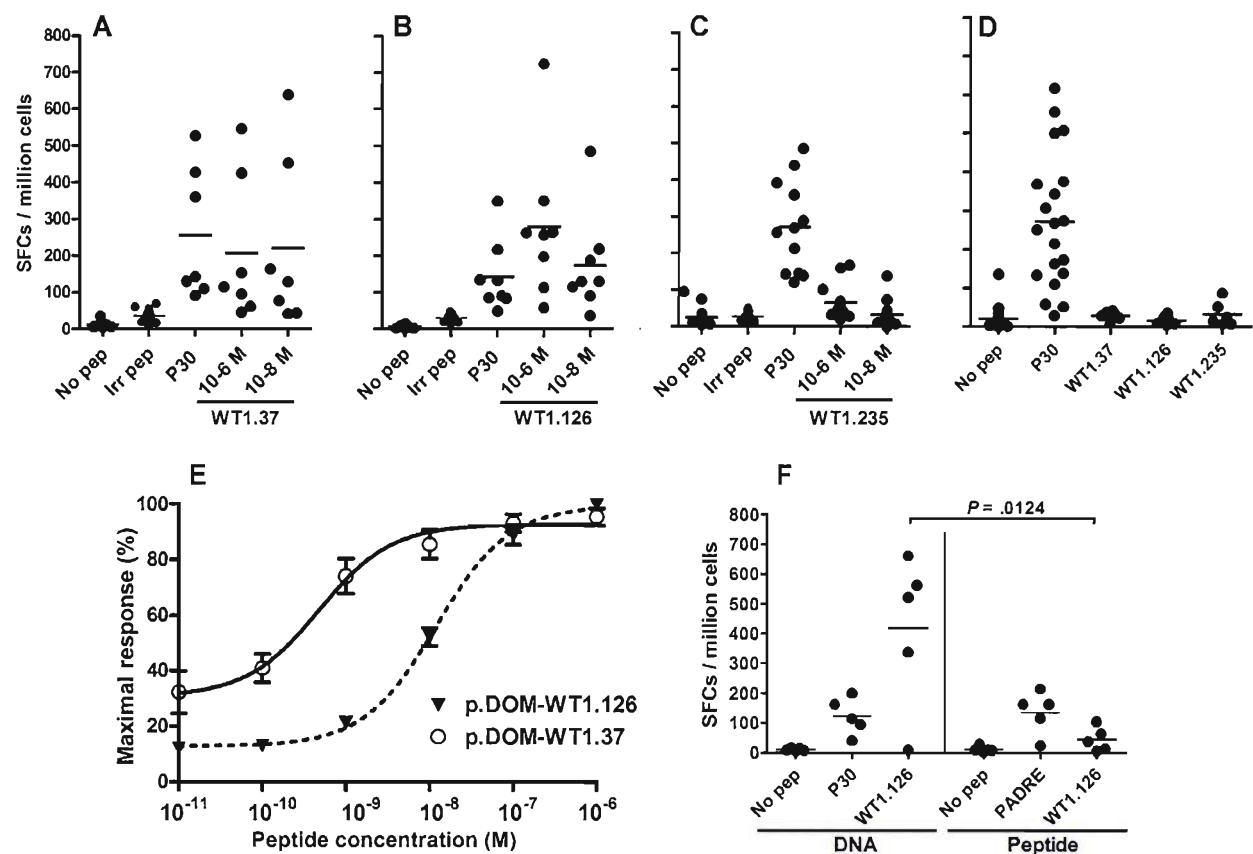 A
B
C
D
SFCs / million cells
800
700
600
500
400
300
200
100
0
No pep
Irr pep
P30
10-6 M
10-8 M
WT1.37
No pep
Irr pep
P30
10-6 M
10-8 M
WT1.126
No pep
Irr pep
P30
10-6 M
10-8 M
WT1.235
No pep
P30
WT1.37
WT1.126
WT1.235
E
Maximal response (%)
100
80
60
40
20
0
10-11
10-10
10-9
10-8
10-7
10-6
Peptide concentration (M)
p.DOM-WT1.126
p.DOM-WT1.37
F
P = .0124
SFCs / million cells
800
700
600
500
400
300
200
100
0
No pep
P30
WT1.126
No pep
PADRE
WT1.126
DNA
Peptide